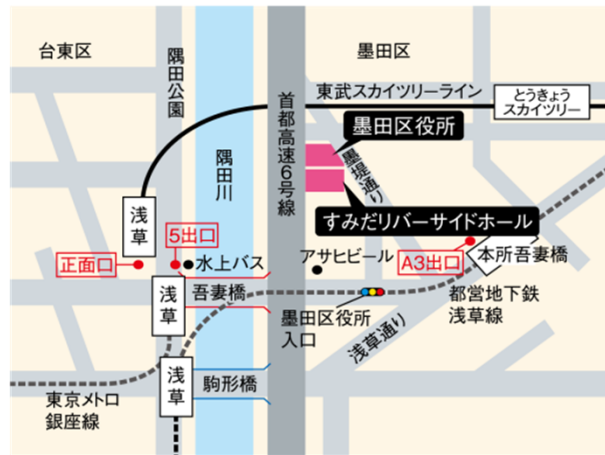 台東区
隅田公園
墨田区
東武スカイツリーライン
とうきょう
スカイツリー
首都高速6号線
墨田区役所
墨堤通り
隅田川
すみだリバーサイドホール
浅草
5出口
正面口
水上バス
アサヒビール
A3出口
本所吾妻橋
浅草
吾妻橋
墨田区役所
入口
浅草通り
都営地下鉄
浅草線
浅草
駒形橋
東京メトロ
銀座線